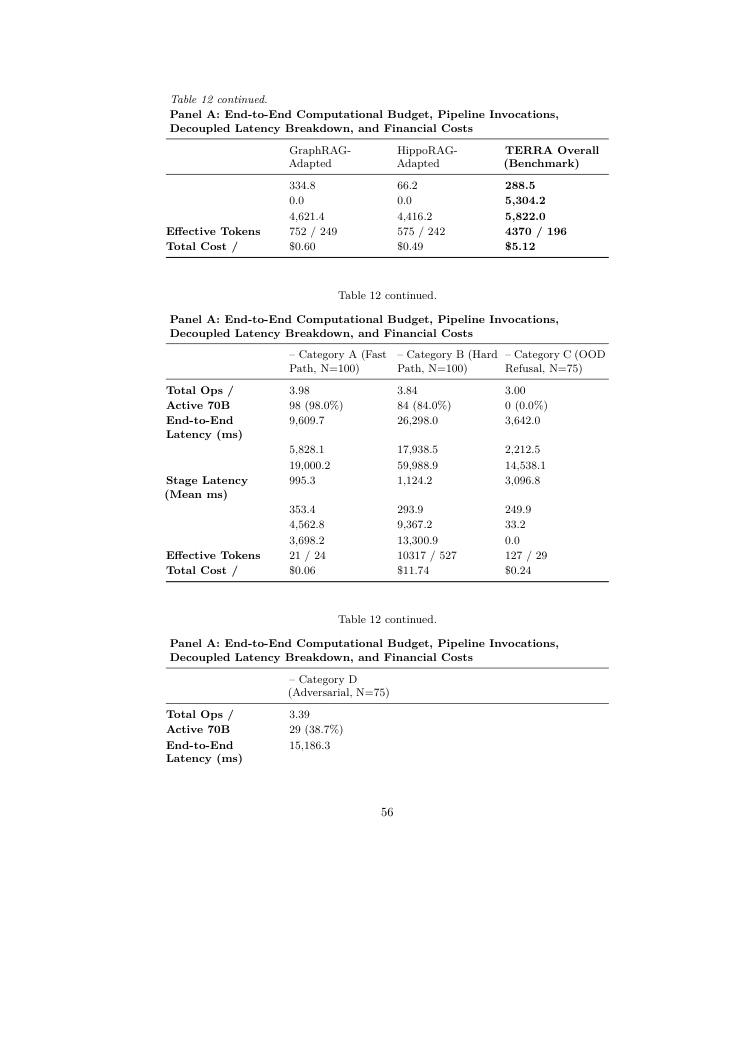 Table 12 continued.
Panel A: End-to-End Computational Budget, Pipeline Invocations,
Decoupled Latency Breakdown, and Financial Costs
GraphRAG- HippoRAG- TERRA Overall
Adapted Adapted (Benchmark)
334.8 66.2 288.5
0.0 0.0 5,304.2
4,621.4 4,416.2 5,822.0
Effective Tokens 752 / 249 575 / 242 4370 / 196
Total Cost / $0.60 $0.49 $5.12
Table 12 continued.
Panel A: End-to-End Computational Budget, Pipeline Invocations,
Decoupled Latency Breakdown, and Financial Costs
– Category A (Fast – Category B (Hard – Category C (OOD
Path, N=100) Path, N=100) Refusal, N=75)
Total Ops / 3.98 3.84 3.00
Active 70B 98 (98.0%) 84 (84.0%) 0 (0.0%)
End-to-End 9,609.7 26,298.0 3,642.0
Latency (ms)
5,828.1 17,938.5 2,212.5
19,000.2 59,988.9 14,538.1
Stage Latency 995.3 1,124.2 3,096.8
(Mean ms)
353.4 293.9 249.9
4,562.8 9,367.2 33.2
3,698.2 13,300.9 0.0
Effective Tokens 21 / 24 10317 / 527 127 / 29
Total Cost / $0.06 $11.74 $0.24
Table 12 continued.
Panel A: End-to-End Computational Budget, Pipeline Invocations,
Decoupled Latency Breakdown, and Financial Costs
– Category D
(Adversarial, N=75)
Total Ops / 3.39
Active 70B 29 (38.7%)
End-to-End 15,186.3
Latency (ms)
56